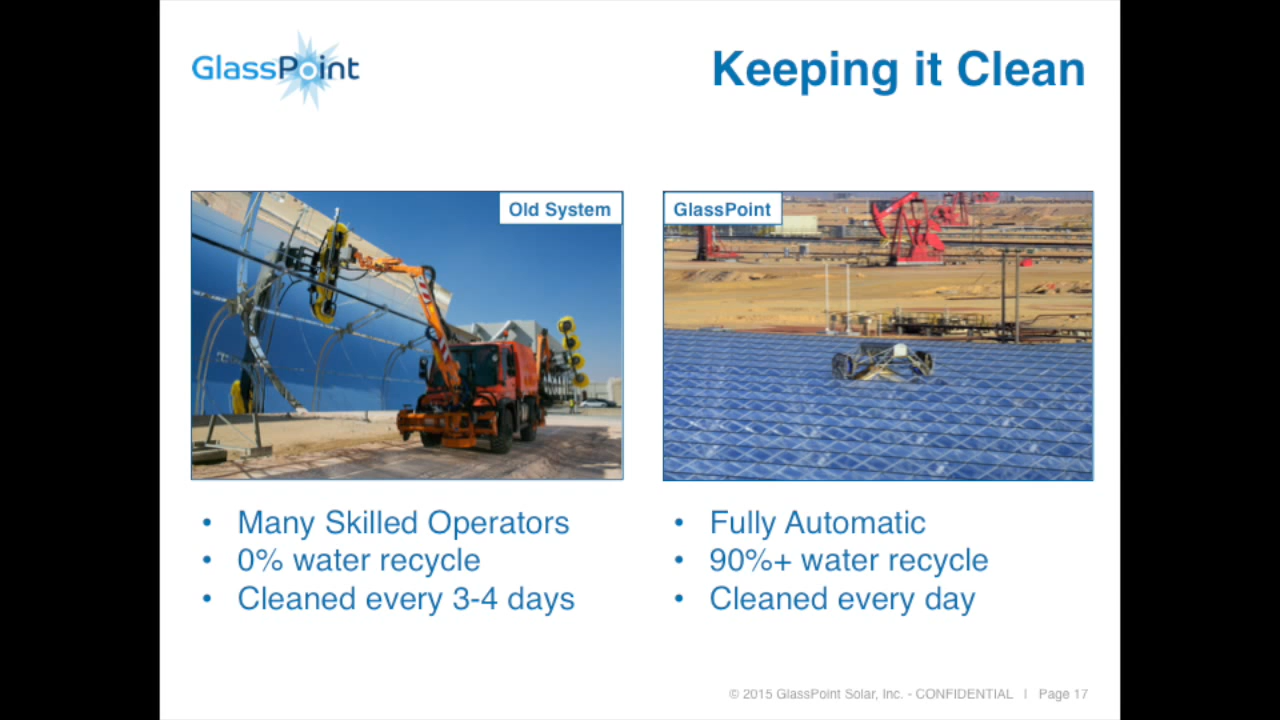 GlassPoint
Keeping it Clean
Old System
• Many Skilled Operators
• 0% water recycle
• Cleaned every 3-4 days
GlassPoint
• Fully Automatic
• 90%+ water recycle
• Cleaned every day
© 2015 GlassPoint Solar, Inc. - CONFIDENTIAL | Page 17